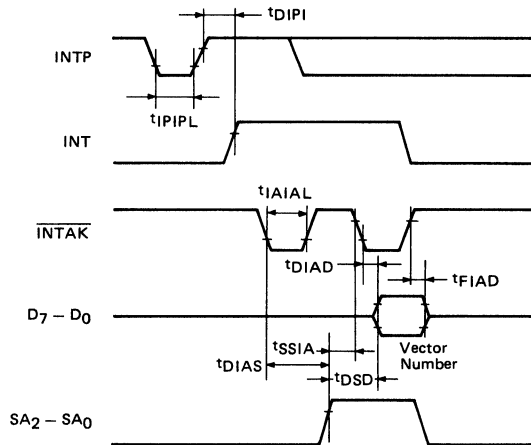 tDIPI
INTP
tIPIPL
INT
tIAIAL
INTAK
tDIAD
tFIAD
D7 – D0
tSSIA
Vector
Number
tDIAS
tDSD
SA2 – SA0